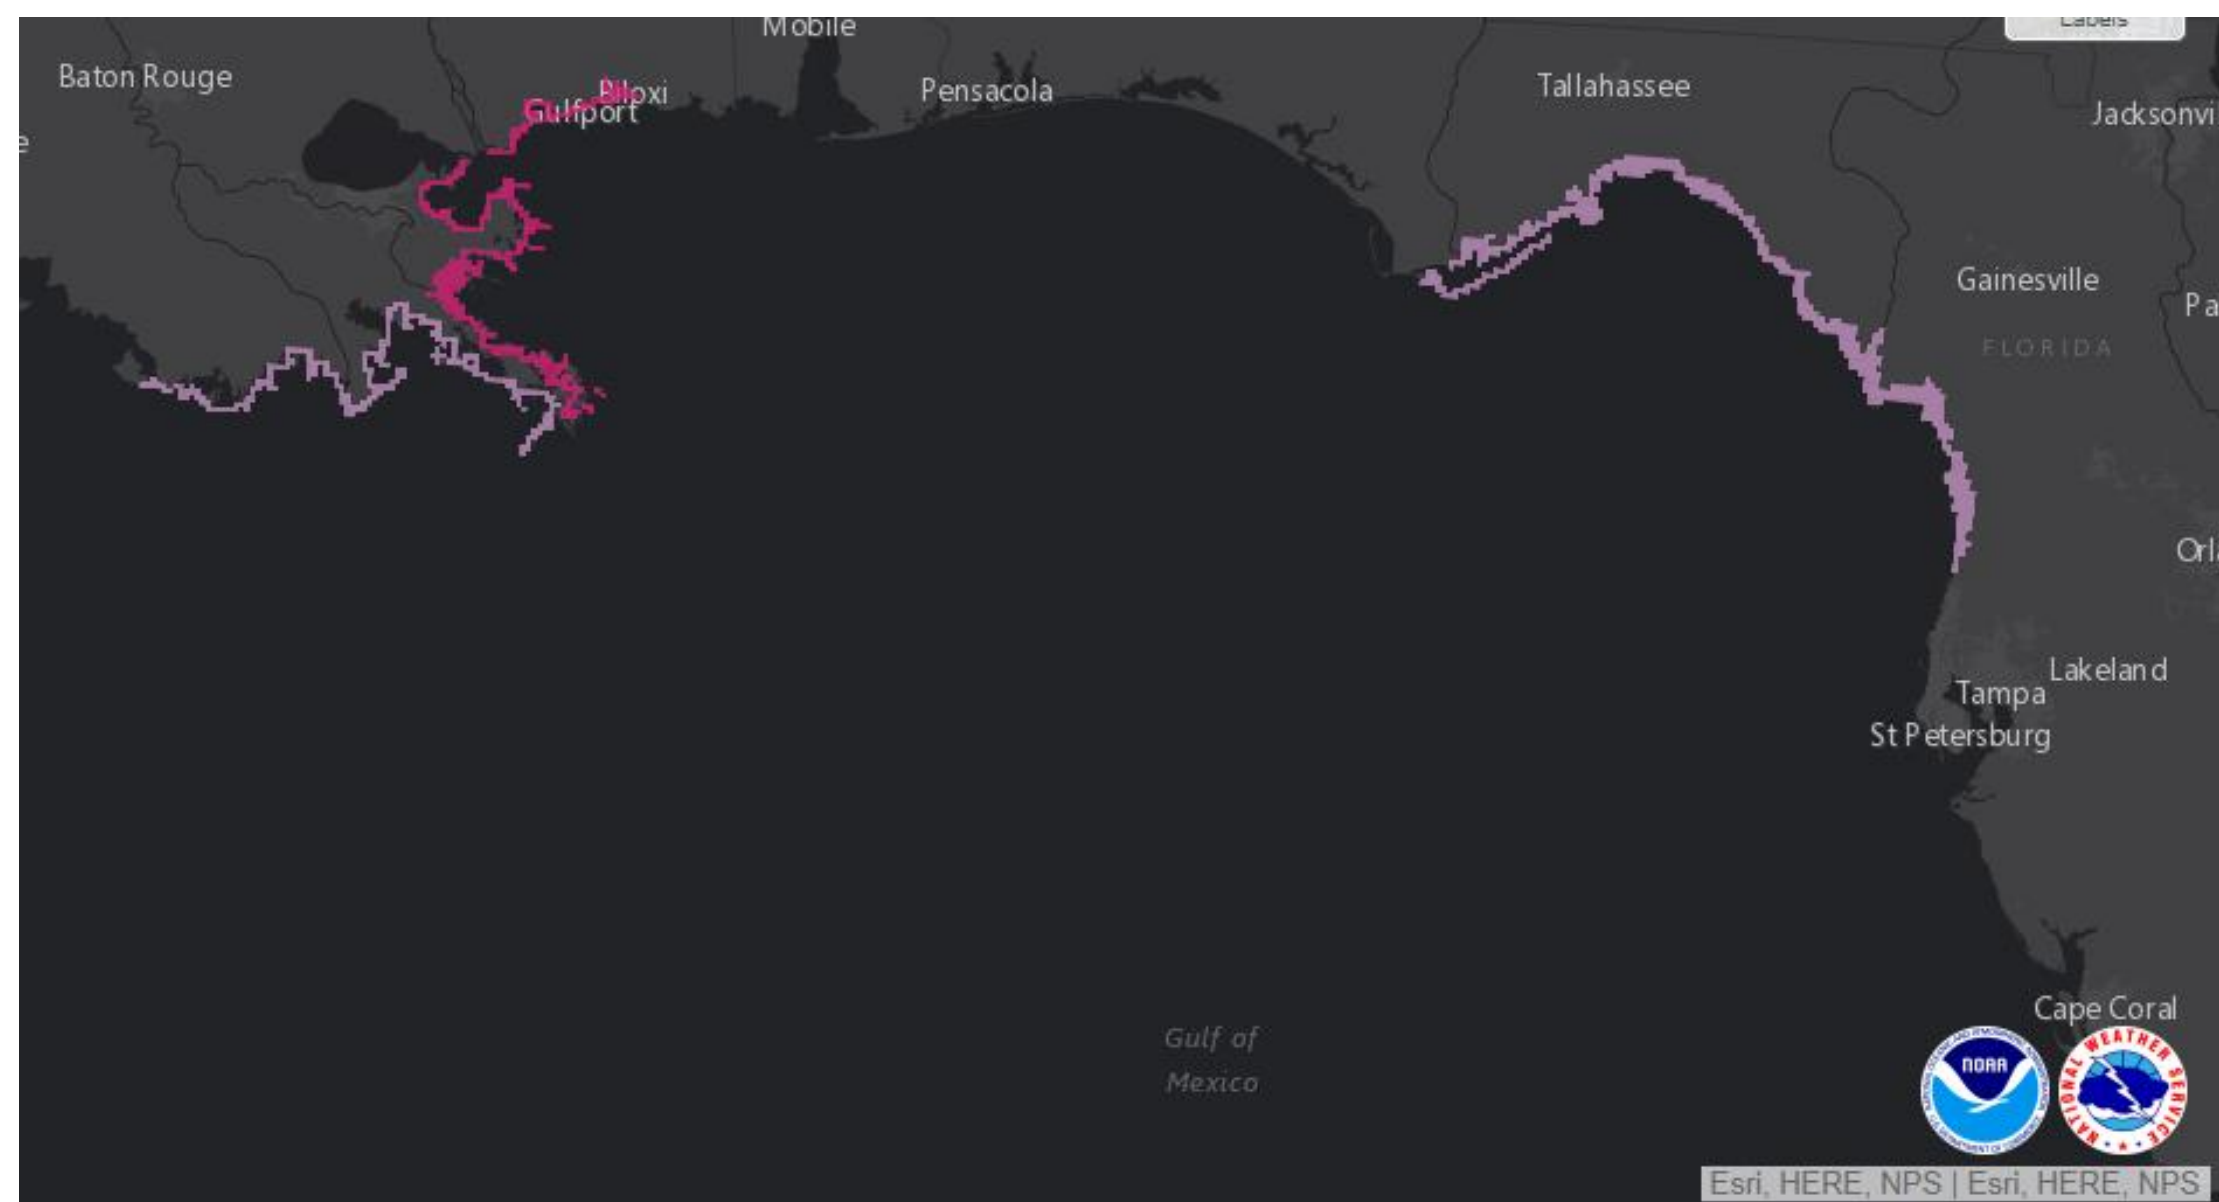 Mobile
Labels
Baton Rouge
Biloxi
Gulfport
Pensacola
Tallahassee
Jacksonvi
e
Gainesville
Pa
FLORIDA
Orl
Lakeland
Tampa
St Petersburg
Cape Coral
Gulf of
Mexico
NOAA
NATIONAL WEATHER SERVICE
Esri, HERE, NPS | Esri, HERE, NPS